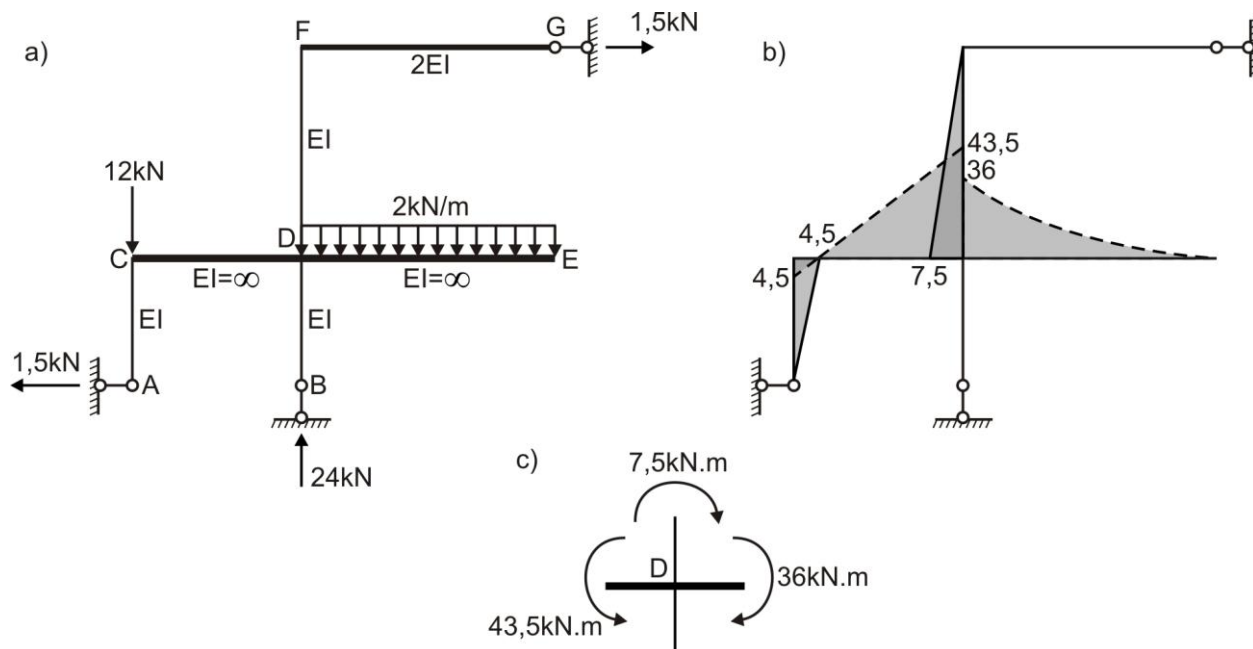 a)
F
G
1,5kN
2EI
EI
12kN
2kN/m
D
C
E
EI=∞
EI=∞
EI
EI
1,5kN
A
B
24kN
b)
43,5
36
4,5
4,5
7,5
c)
7,5kN.m
D
36kN.m
43,5kN.m